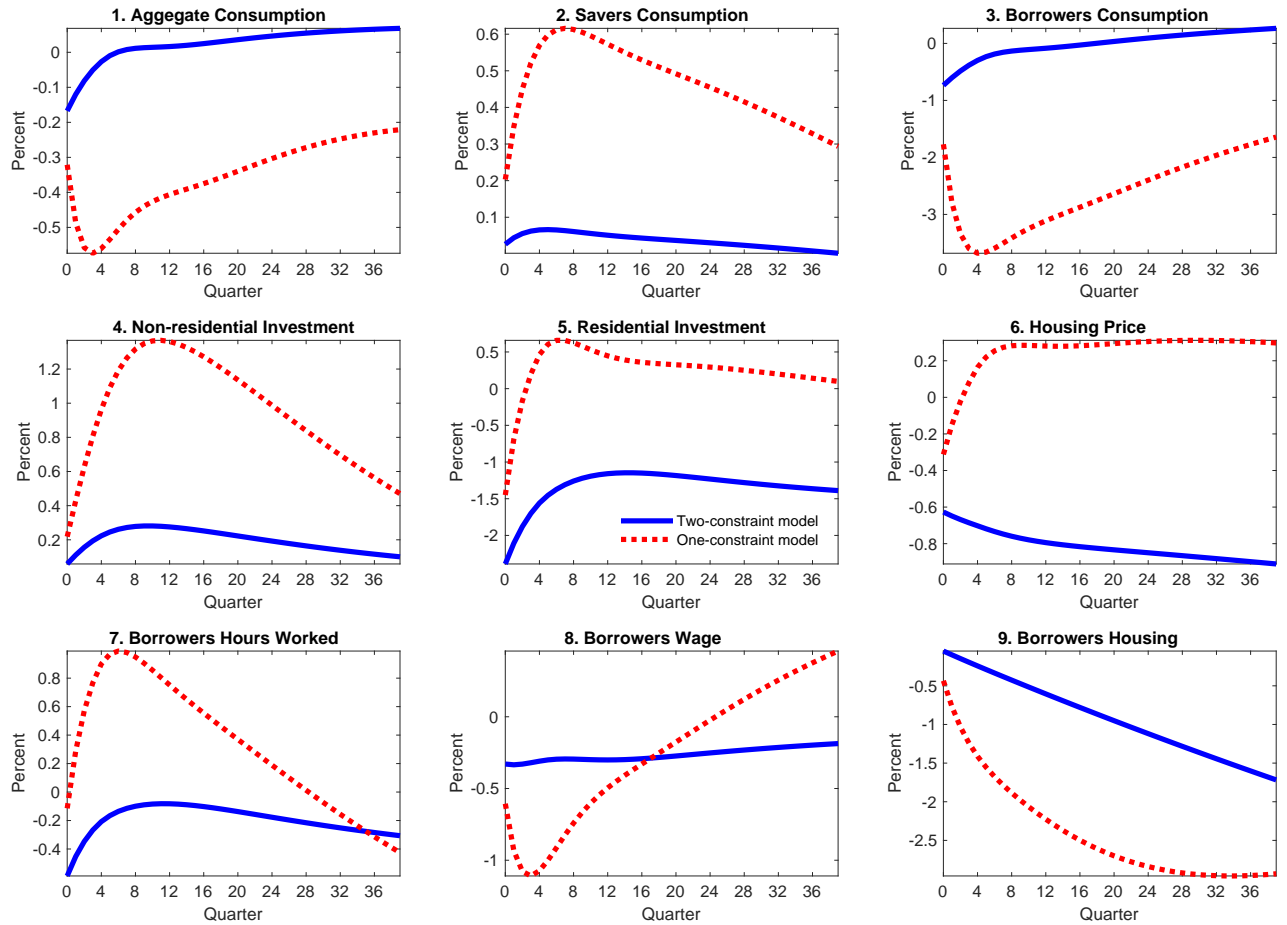 1. Aggegate Consumption
Percent
0
-0.1
-0.2
-0.3
-0.4
-0.5
0 4 8 12 16 20 24 28 32 36
Quarter
2. Savers Consumption
Percent
0.6
0.5
0.4
0.3
0.2
0.1
0 4 8 12 16 20 24 28 32 36
Quarter
3. Borrowers Consumption
Percent
0
-1
-2
-3
0 4 8 12 16 20 24 28 32 36
Quarter
4. Non-residential Investment
Percent
1.2
1
0.8
0.6
0.4
0.2
0 4 8 12 16 20 24 28 32 36
Quarter
5. Residential Investment
Percent
0.5
0
-0.5
-1
-1.5
-2
Two-constraint model
One-constraint model
0 4 8 12 16 20 24 28 32 36
Quarter
6. Housing Price
Percent
0.2
0
-0.2
-0.4
-0.6
-0.8
0 4 8 12 16 20 24 28 32 36
Quarter
7. Borrowers Hours Worked
Percent
0.8
0.6
0.4
0.2
0
-0.2
-0.4
0 4 8 12 16 20 24 28 32 36
Quarter
8. Borrowers Wage
Percent
0
-0.5
-1
0 4 8 12 16 20 24 28 32 36
Quarter
9. Borrowers Housing
Percent
-0.5
-1
-1.5
-2
-2.5
0 4 8 12 16 20 24 28 32 36
Quarter